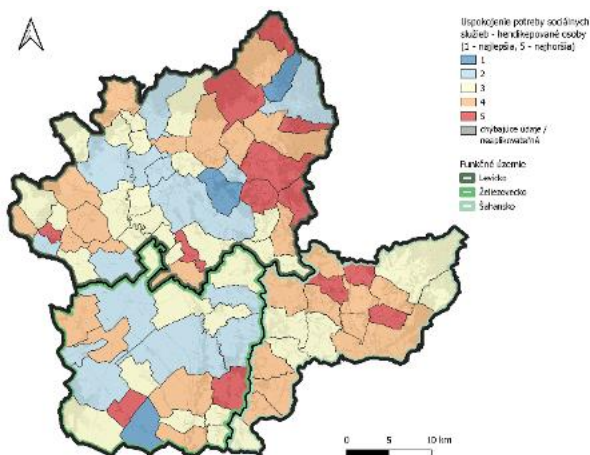 Uspokojenie potreby sociálnych
služieb - hendikepované osoby
(1 - najlepšia, 5 - najhoršia)
1
2
3
4
5
chýbajúce údaje /
neaplikovateľné
Funkčné územie
Levicko
Želiezovecko
Šahansko
0 5 10 km